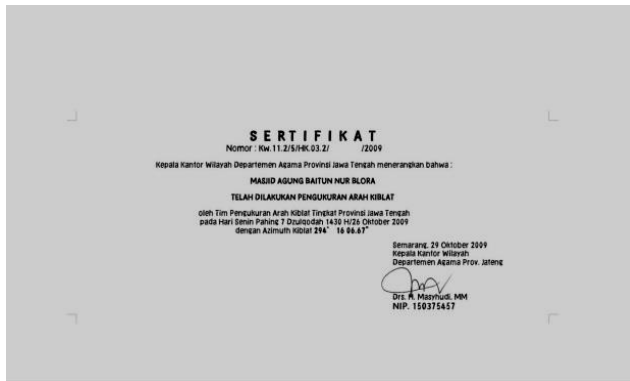 SERTIFIKAT
Nomor : Kw.11.2/5/HK.03.2/ /2009
Kepala Kantor Wilayah Departemen Agama Provinsi Jawa Tengah menerangkan bahwa :
MASJID AGUNG BAITUN NUR BLORA
TELAH DILAKUKAN PENGUKURAN ARAH KIBLAT
oleh Tim Pengukuran Arah Kiblat Tingkat Provinsi Jawa Tengah
pada Hari Senin Pahing 7 Dzulqodah 1430 H/26 Oktober 2009
dengan Azimuth Kiblat 294° 16 06.67"
Semarang, 29 Oktober 2009
Kepala Kantor Wilayah
Departemen Agama Prov. Jateng
Drs. H. Masyhudi, MM
NIP. 150375457